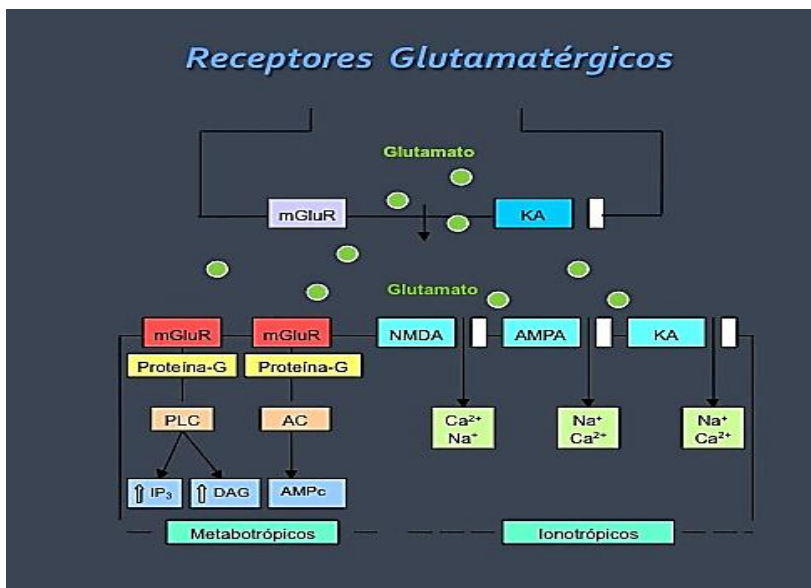 Receptores Glutamatérgicos
Glutamato
mGluR
KA
Glutamato
mGluR
mGluR
NMDA
AMPA
KA
Proteína-G
Proteína-G
PLC
AC
Ca²⁺
Na⁺
Na⁺
Ca²⁺
Na⁺
Ca²⁺
⇧ IP₃
⇧ DAG
AMPc
Metabotrópicos
Ionotrópicos